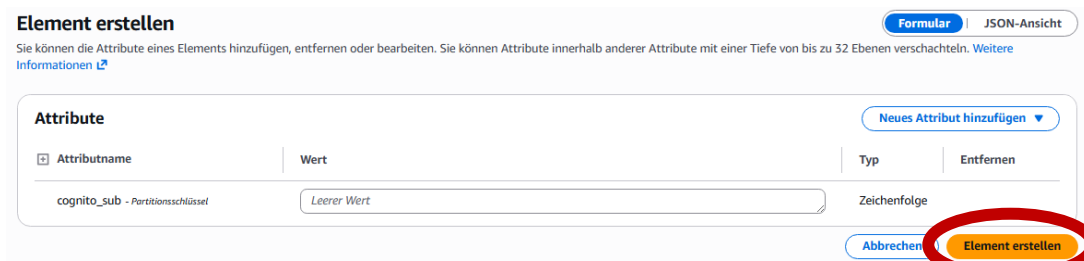 Element erstellen
Formular | JSON-Ansicht
Sie können die Attribute eines Elements hinzufügen, entfernen oder bearbeiten. Sie können Attribute innerhalb anderer Attribute mit einer Tiefe von bis zu 32 Ebenen verschachteln. Weitere
Informationen
Attribute
Neues Attribut hinzufügen
Attributname Wert Typ Entfernen
cognito_sub - Partitionsschlüssel Leerer Wert Zeichenfolge
Abbrechen Element erstellen